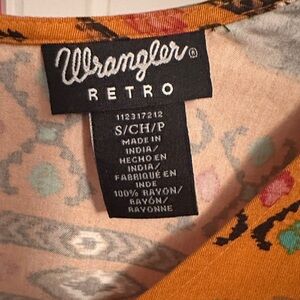 Wrangler®
RETRO
112317212
S/CH/P
MADE IN
INDIA/
HECHO EN
INDIA/
FABRIQUÉ EN
INDE
100% RAYON/
RAYÓN/
RAYONNE